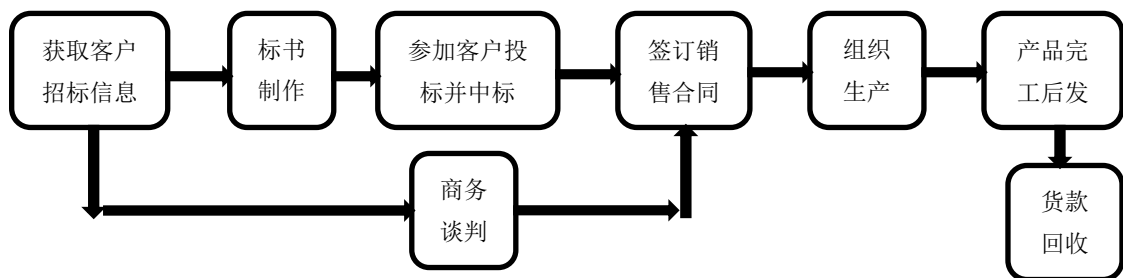 获取客户
招标信息
标书
制作
参加客户投
标并中标
签订销
售合同
组织
生产
产品完
工后发
商务
谈判
货款
回收